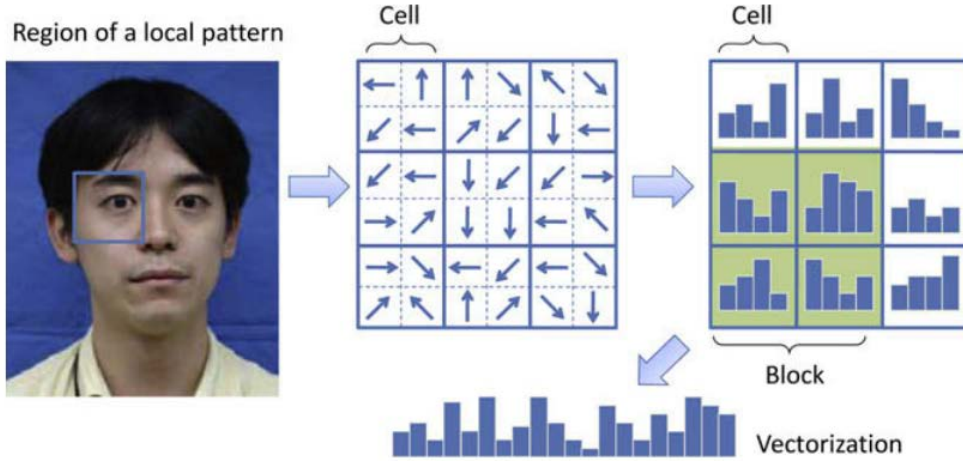 Region of a local pattern
Cell
Cell
Block
Vectorization